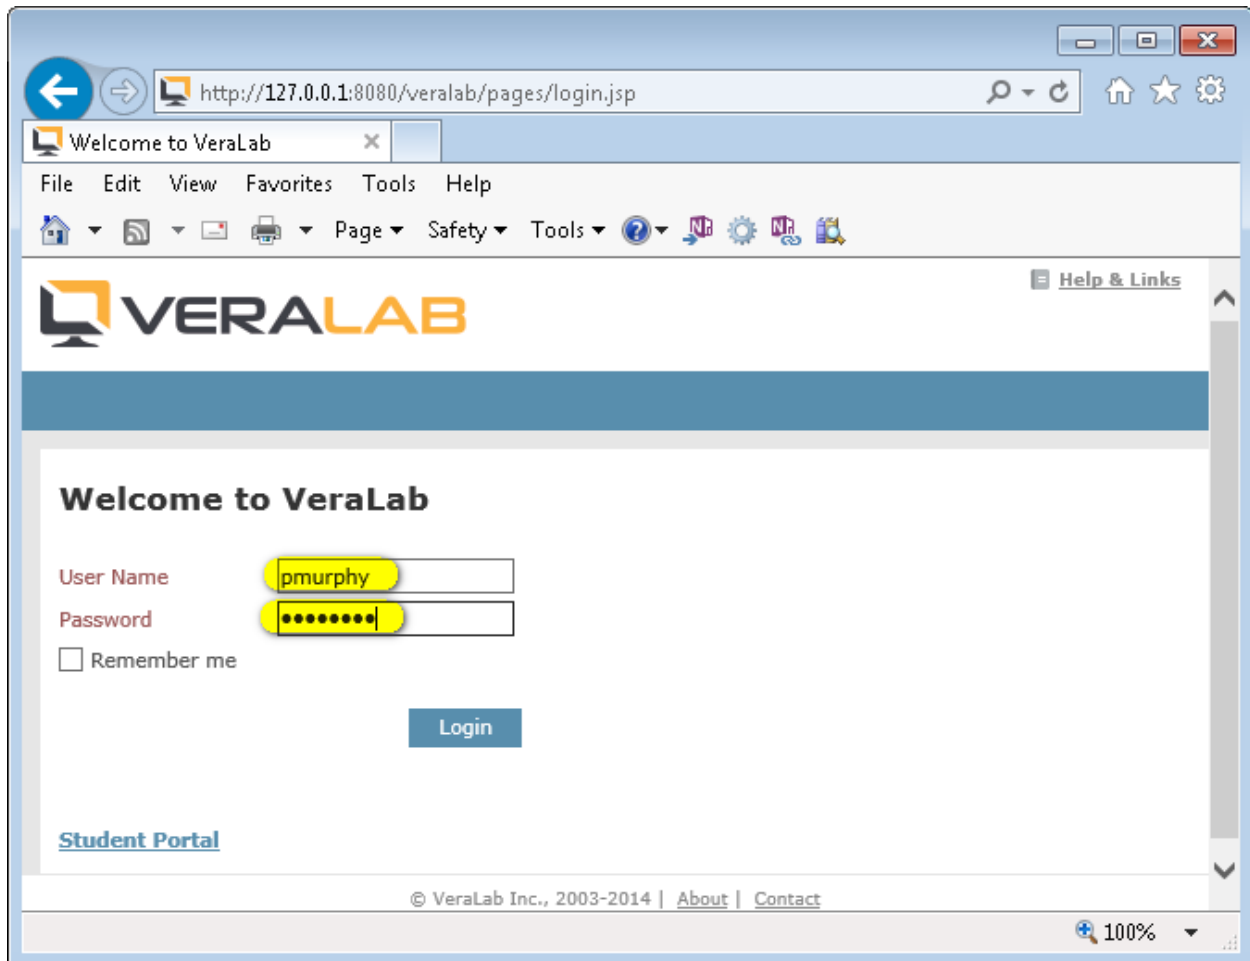 http://127.0.0.1:8080/veralab/pages/login.jsp
Welcome to VeraLab
File Edit View Favorites Tools Help
Page Safety Tools
Help & Links
VERALAB
Welcome to VeraLab
User Name pmurphy
Password ••••••••
Remember me
Login
Student Portal
© VeraLab Inc., 2003-2014 | About | Contact
100%